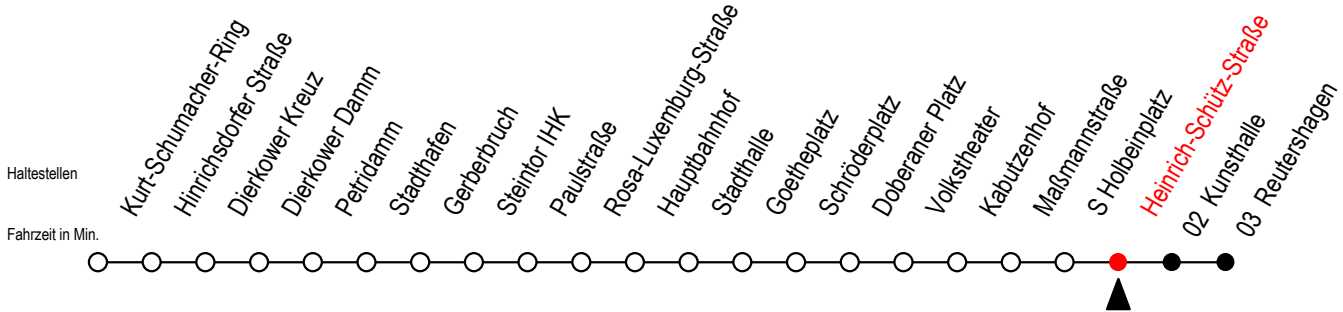 Haltestellen
Fahrzeit in Min.
Kurt-Schumacher-Ring
Hinrichsdorfer Straße
Dierkower Kreuz
Dierkower Damm
Petridamm
Stadthafen
Gerberbruch
Steintor IHK
Paulstraße
Rosa-Luxemburg-Straße
Hauptbahnhof
Stadthalle
Goetheplatz
Schröderplatz
Doberaner Platz
Volkstheater
Kabutzenhof
Maßmannstraße
S Holbeinplatz
Heinrich-Schütz-Straße
02 Kunsthalle
03 Reutershagen